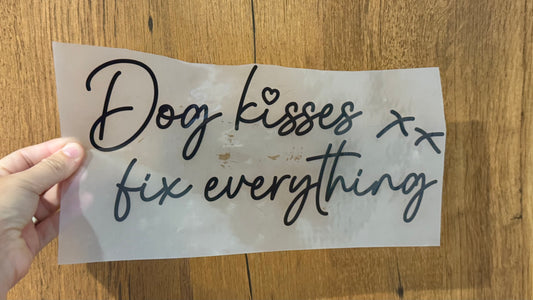 Dog kisses xx
fix everything